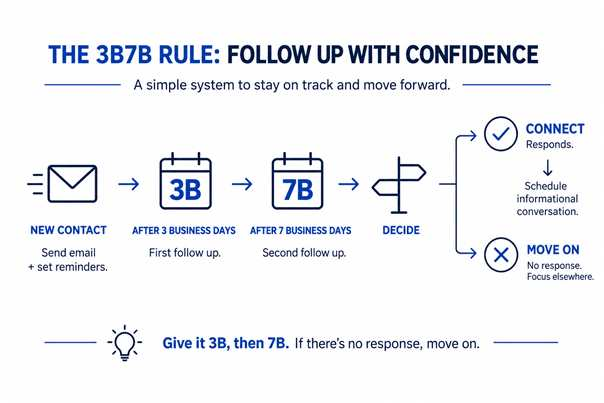 THE 3B7B RULE: FOLLOW UP WITH CONFIDENCE
A simple system to stay on track and move forward.
3B
7B
NEW CONTACT
Send email
+ set reminders.
AFTER 3 BUSINESS DAYS
First follow up.
AFTER 7 BUSINESS DAYS
Second follow up.
DECIDE
CONNECT
Responds.
Schedule
informational
conversation.
MOVE ON
No response.
Focus elsewhere.
Give it 3B, then 7B. If there's no response, move on.